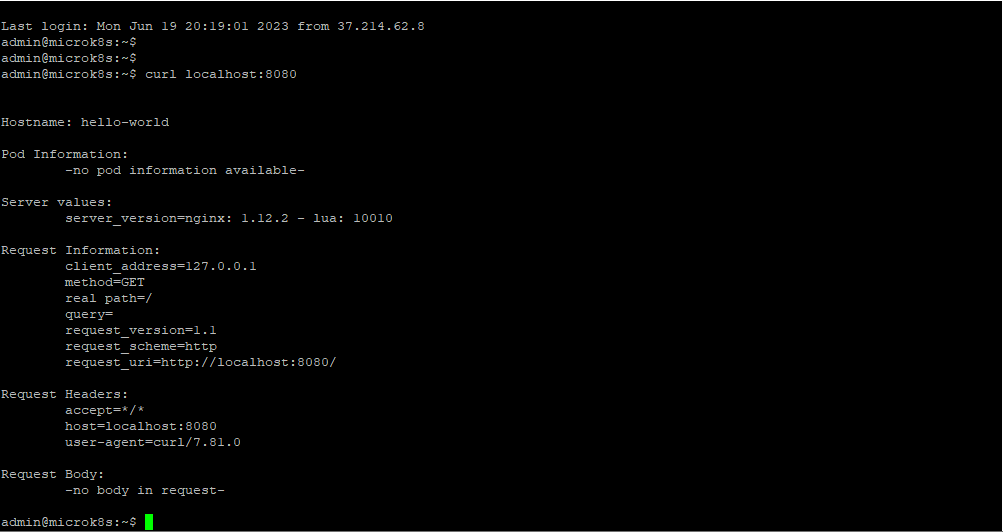 Last login: Mon Jun 19 20:19:01 2023 from 37.214.62.8
admin@microk8s:~$
admin@microk8s:~$
admin@microk8s:~$ curl localhost:8080
Hostname: hello-world
Pod Information:
-no pod information available-
Server values:
server_version=nginx: 1.12.2 - lua: 10010
Request Information:
client_address=127.0.0.1
method=GET
real path=/
query=
request_version=1.1
request_scheme=http
request_uri=http://localhost:8080/
Request Headers:
accept=*/*
host=localhost:8080
user-agent=curl/7.81.0
Request Body:
-no body in request-
admin@microk8s:~$